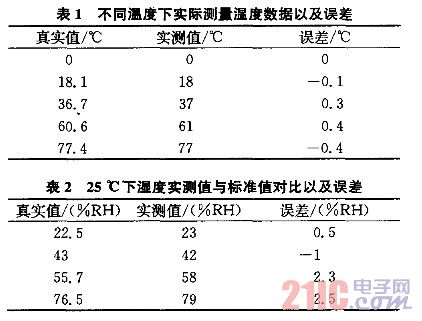 表1 不同温度下实际测量温度数据以及误差
真实值/℃ 实测值/℃ 误差/℃
0 0 0
18.1 18 −0.1
36.7 37 0.3
60.6 61 0.4
77.4 77 −0.4
表2 25 ℃下湿度实测值与标准值对比以及误差
真实值/(%RH) 实测值/(%RH) 误差/(%RH)
22.5 23 0.5
43 42 −1
55.7 58 2.3
76.5 79 2.5
21IC电子网